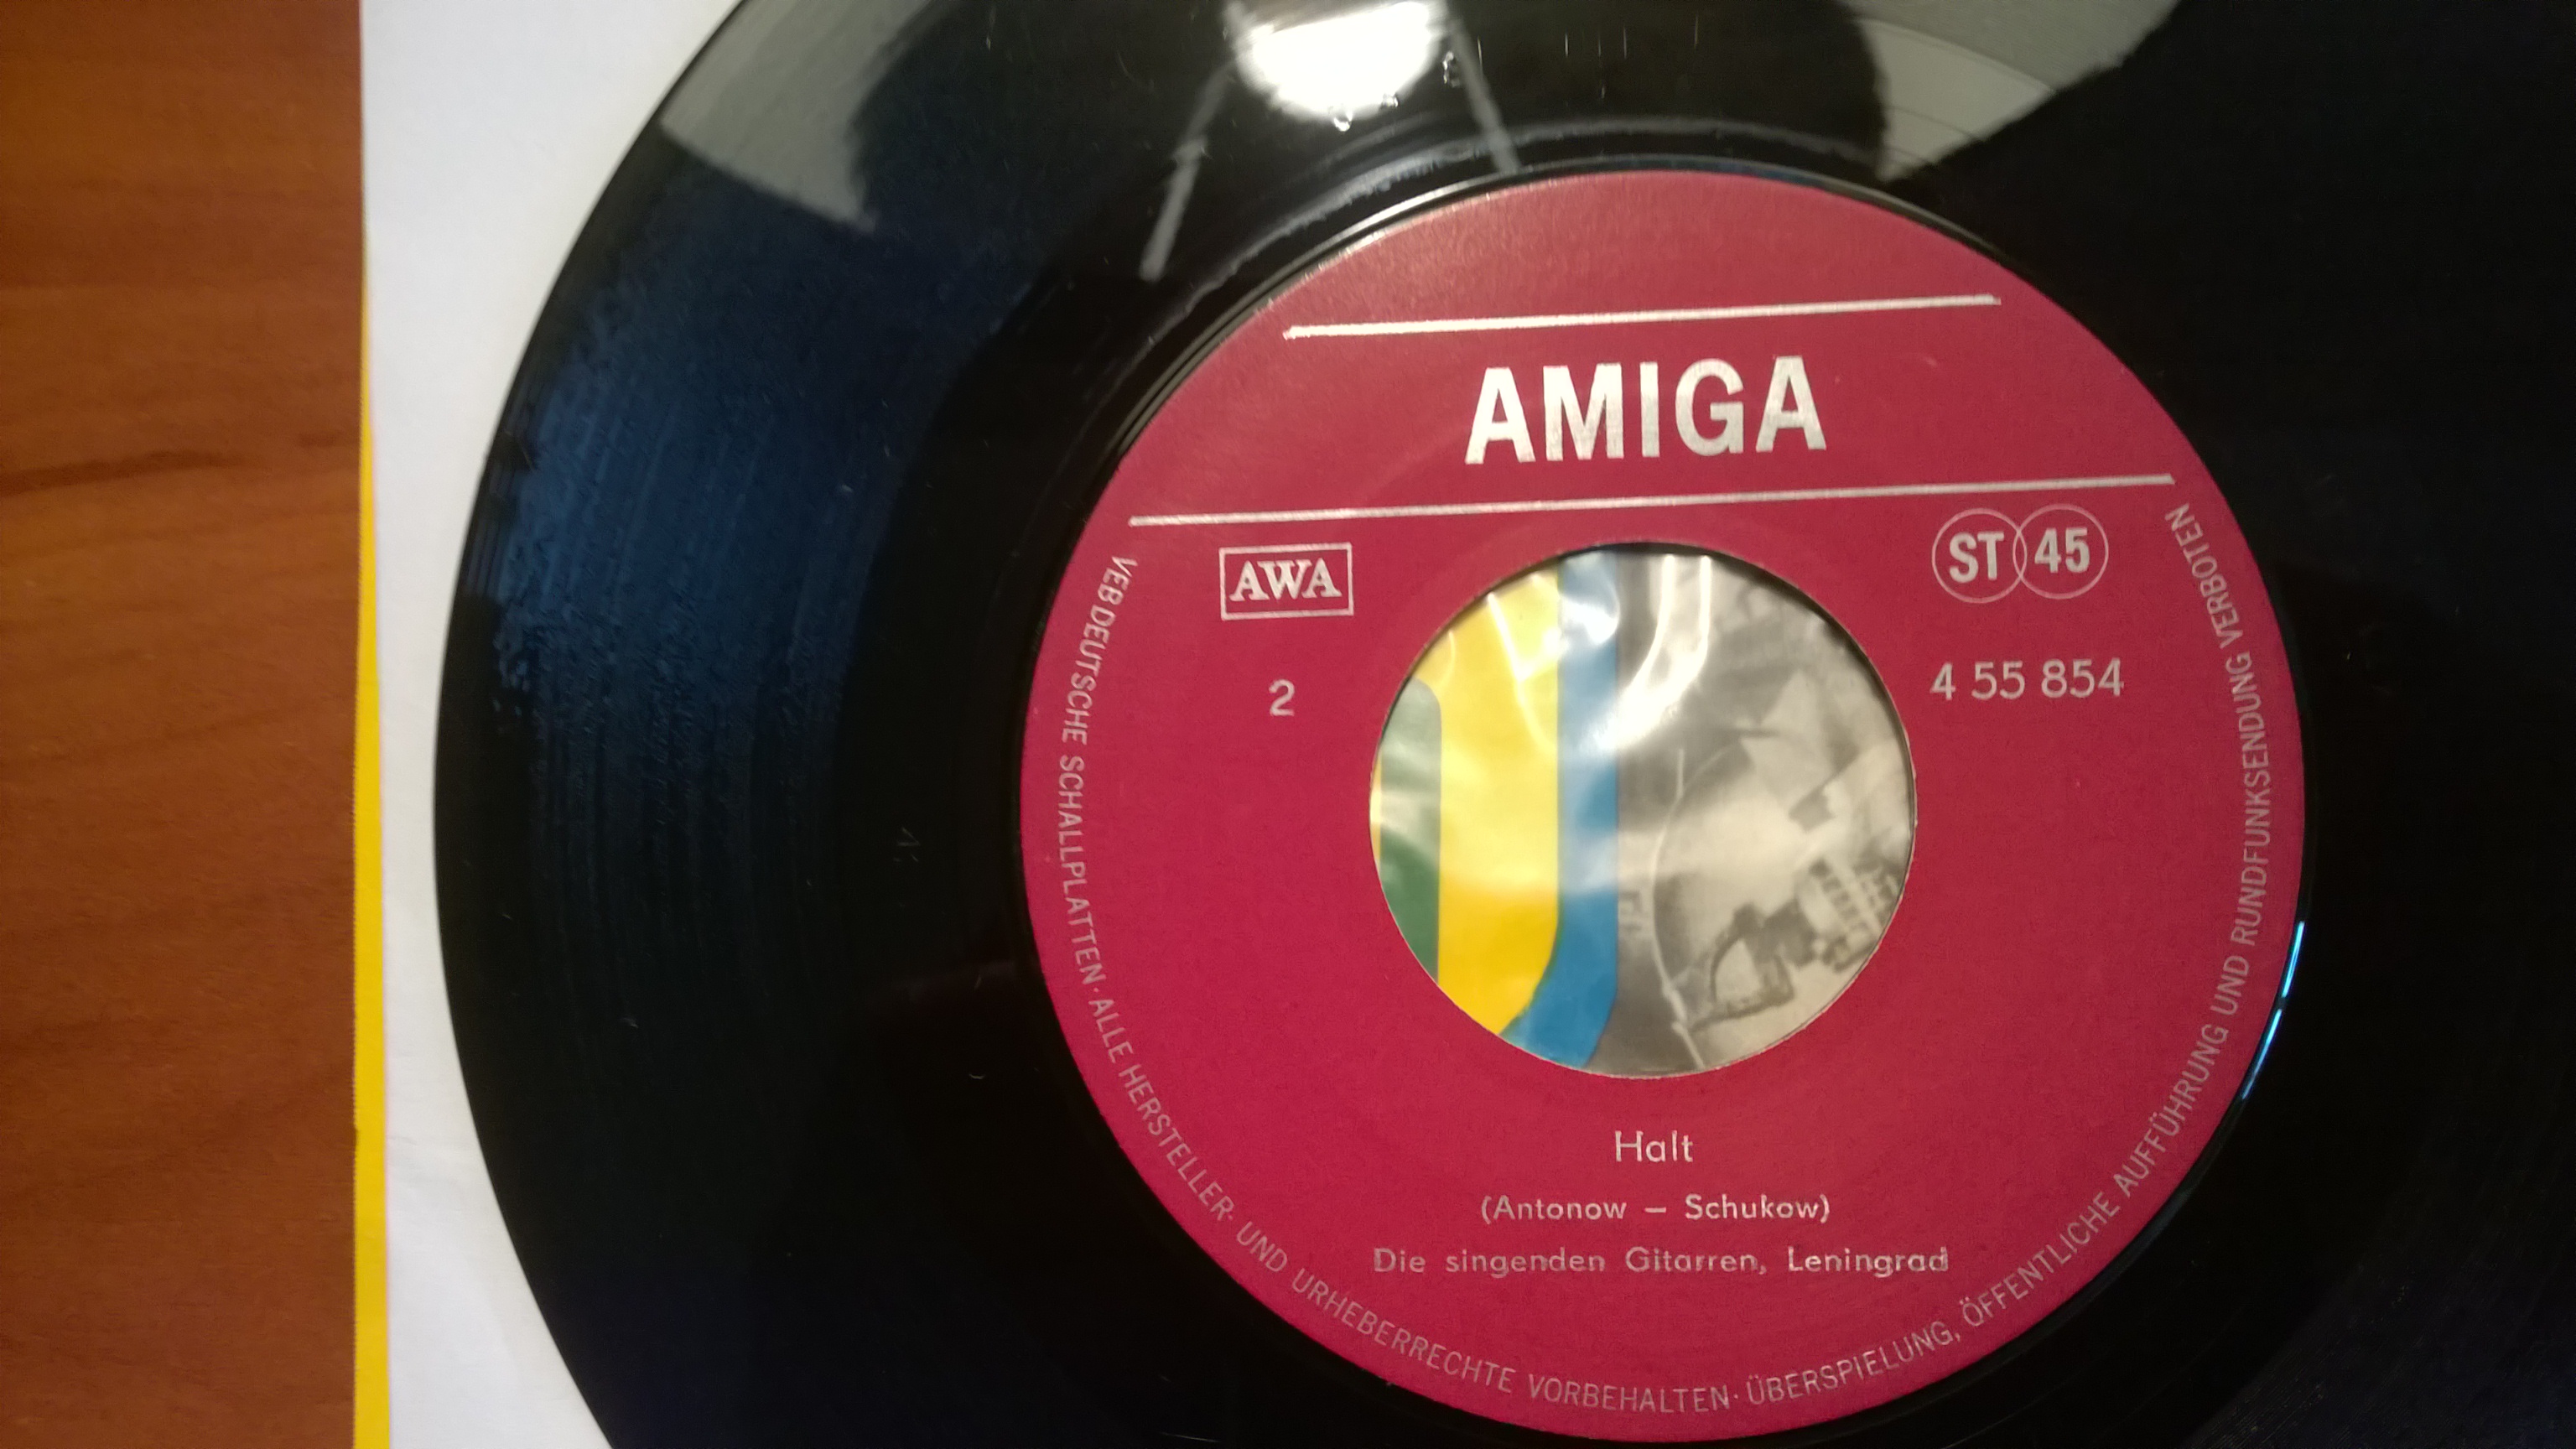 AMIGA
AWA
ST 45
2
4 55 854
Halt
(Antonow – Schukow)
Die singenden Gitarren, Leningrad
VEB DEUTSCHE SCHALLPLATTEN · ALLE HERSTELLER- UND URHEBERRECHTE VORBEHALTEN · ÜBERSPIELUNG, ÖFFENTLICHE AUFFÜHRUNG UND RUNDFUNKSENDUNG VERBOTEN